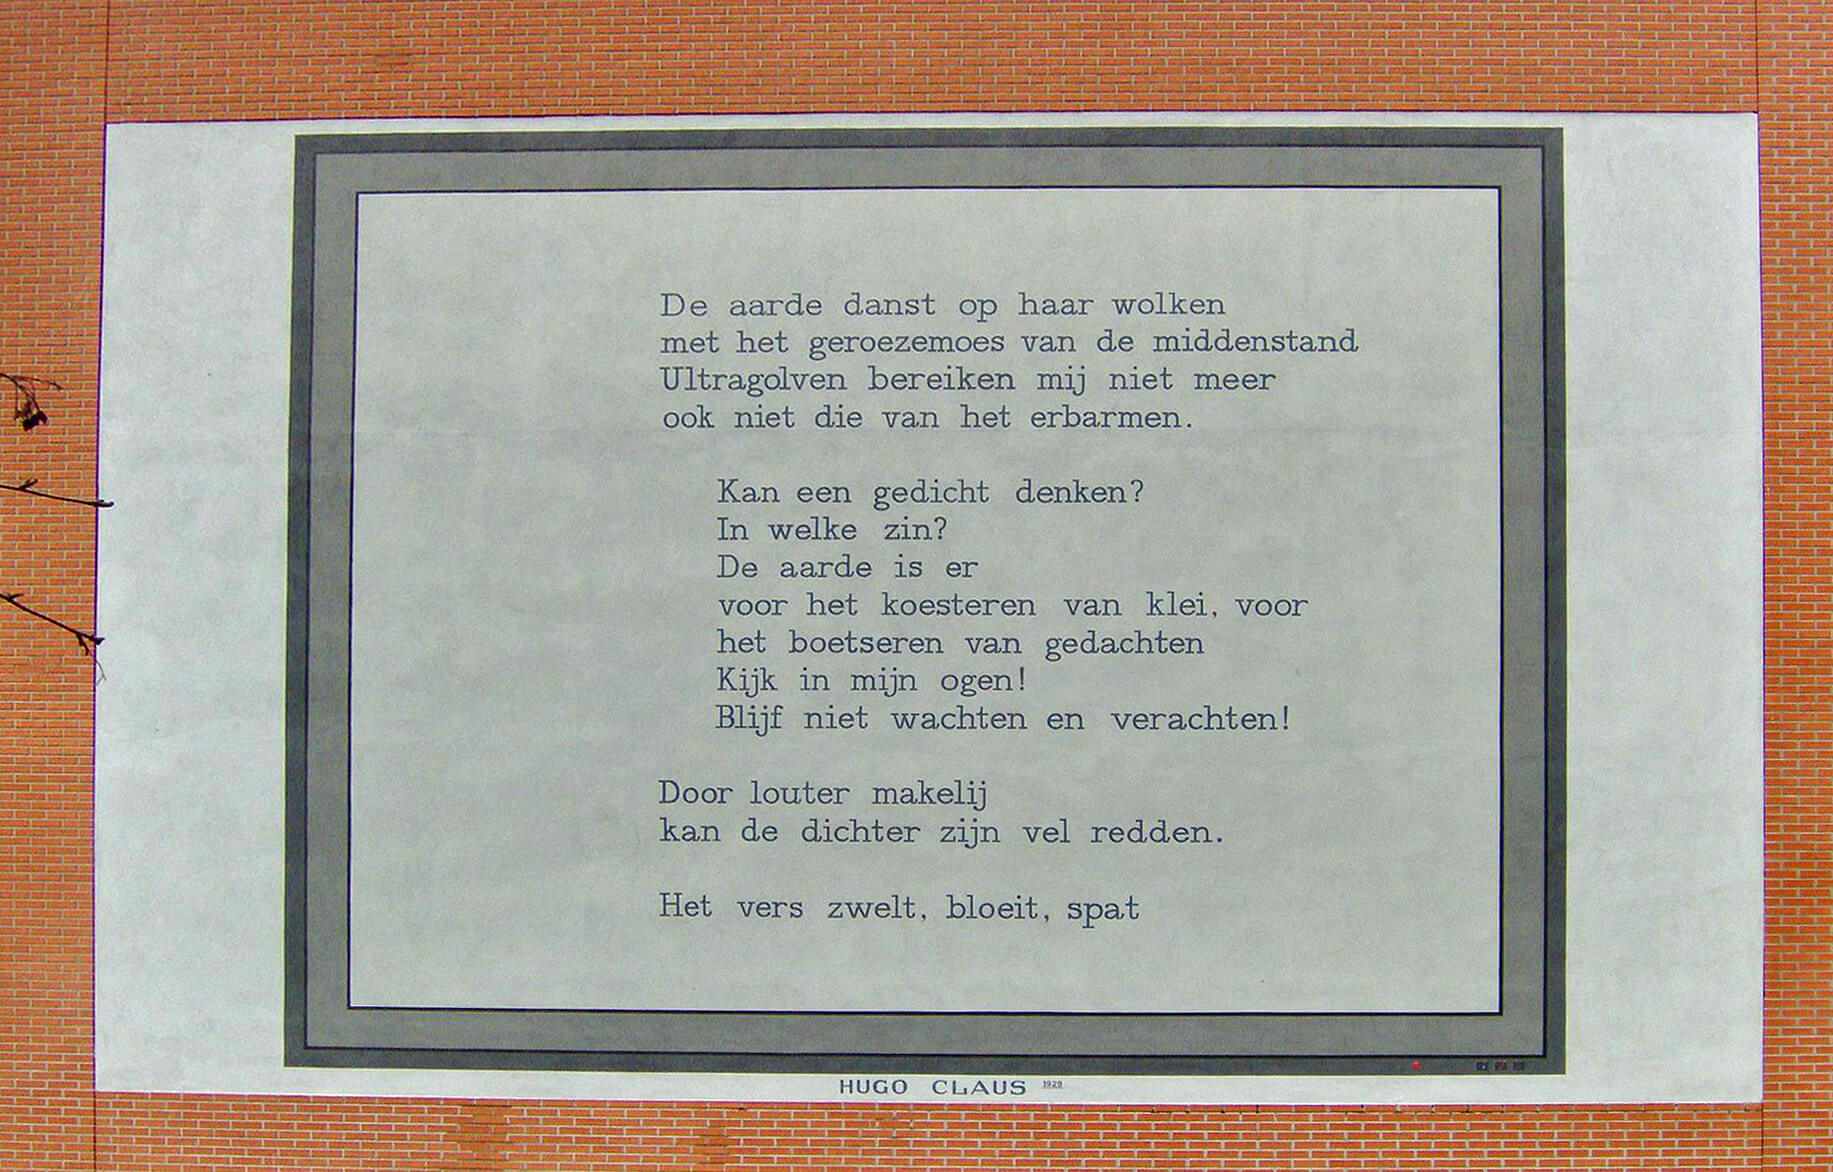 De aarde danst op haar wolken
met het geroezemoes van de middenstand
Ultragolven bereiken mij niet meer
ook niet die van het erbarmen.
Kan een gedicht denken?
In welke zin?
De aarde is er
voor het koesteren van klei, voor
het boetseren van gedachten
Kijk in mijn ogen!
Blijf niet wachten en verachten!
Door louter makelij
kan de dichter zijn vel redden.
Het vers zwelt, bloeit, spat
HUGO CLAUS 1929